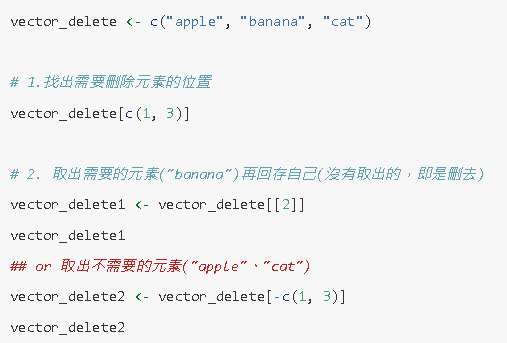 vector_delete <- c("apple", "banana", "cat")
# 1.找出需要刪除元素的位置
vector_delete[c(1, 3)]
# 2. 取出需要的元素("banana")再回存自己(沒有取出的，即是刪去)
vector_delete1 <- vector_delete[[2]]
vector_delete1
## or 取出不需要的元素("apple"、"cat")
vector_delete2 <- vector_delete[-c(1, 3)]
vector_delete2